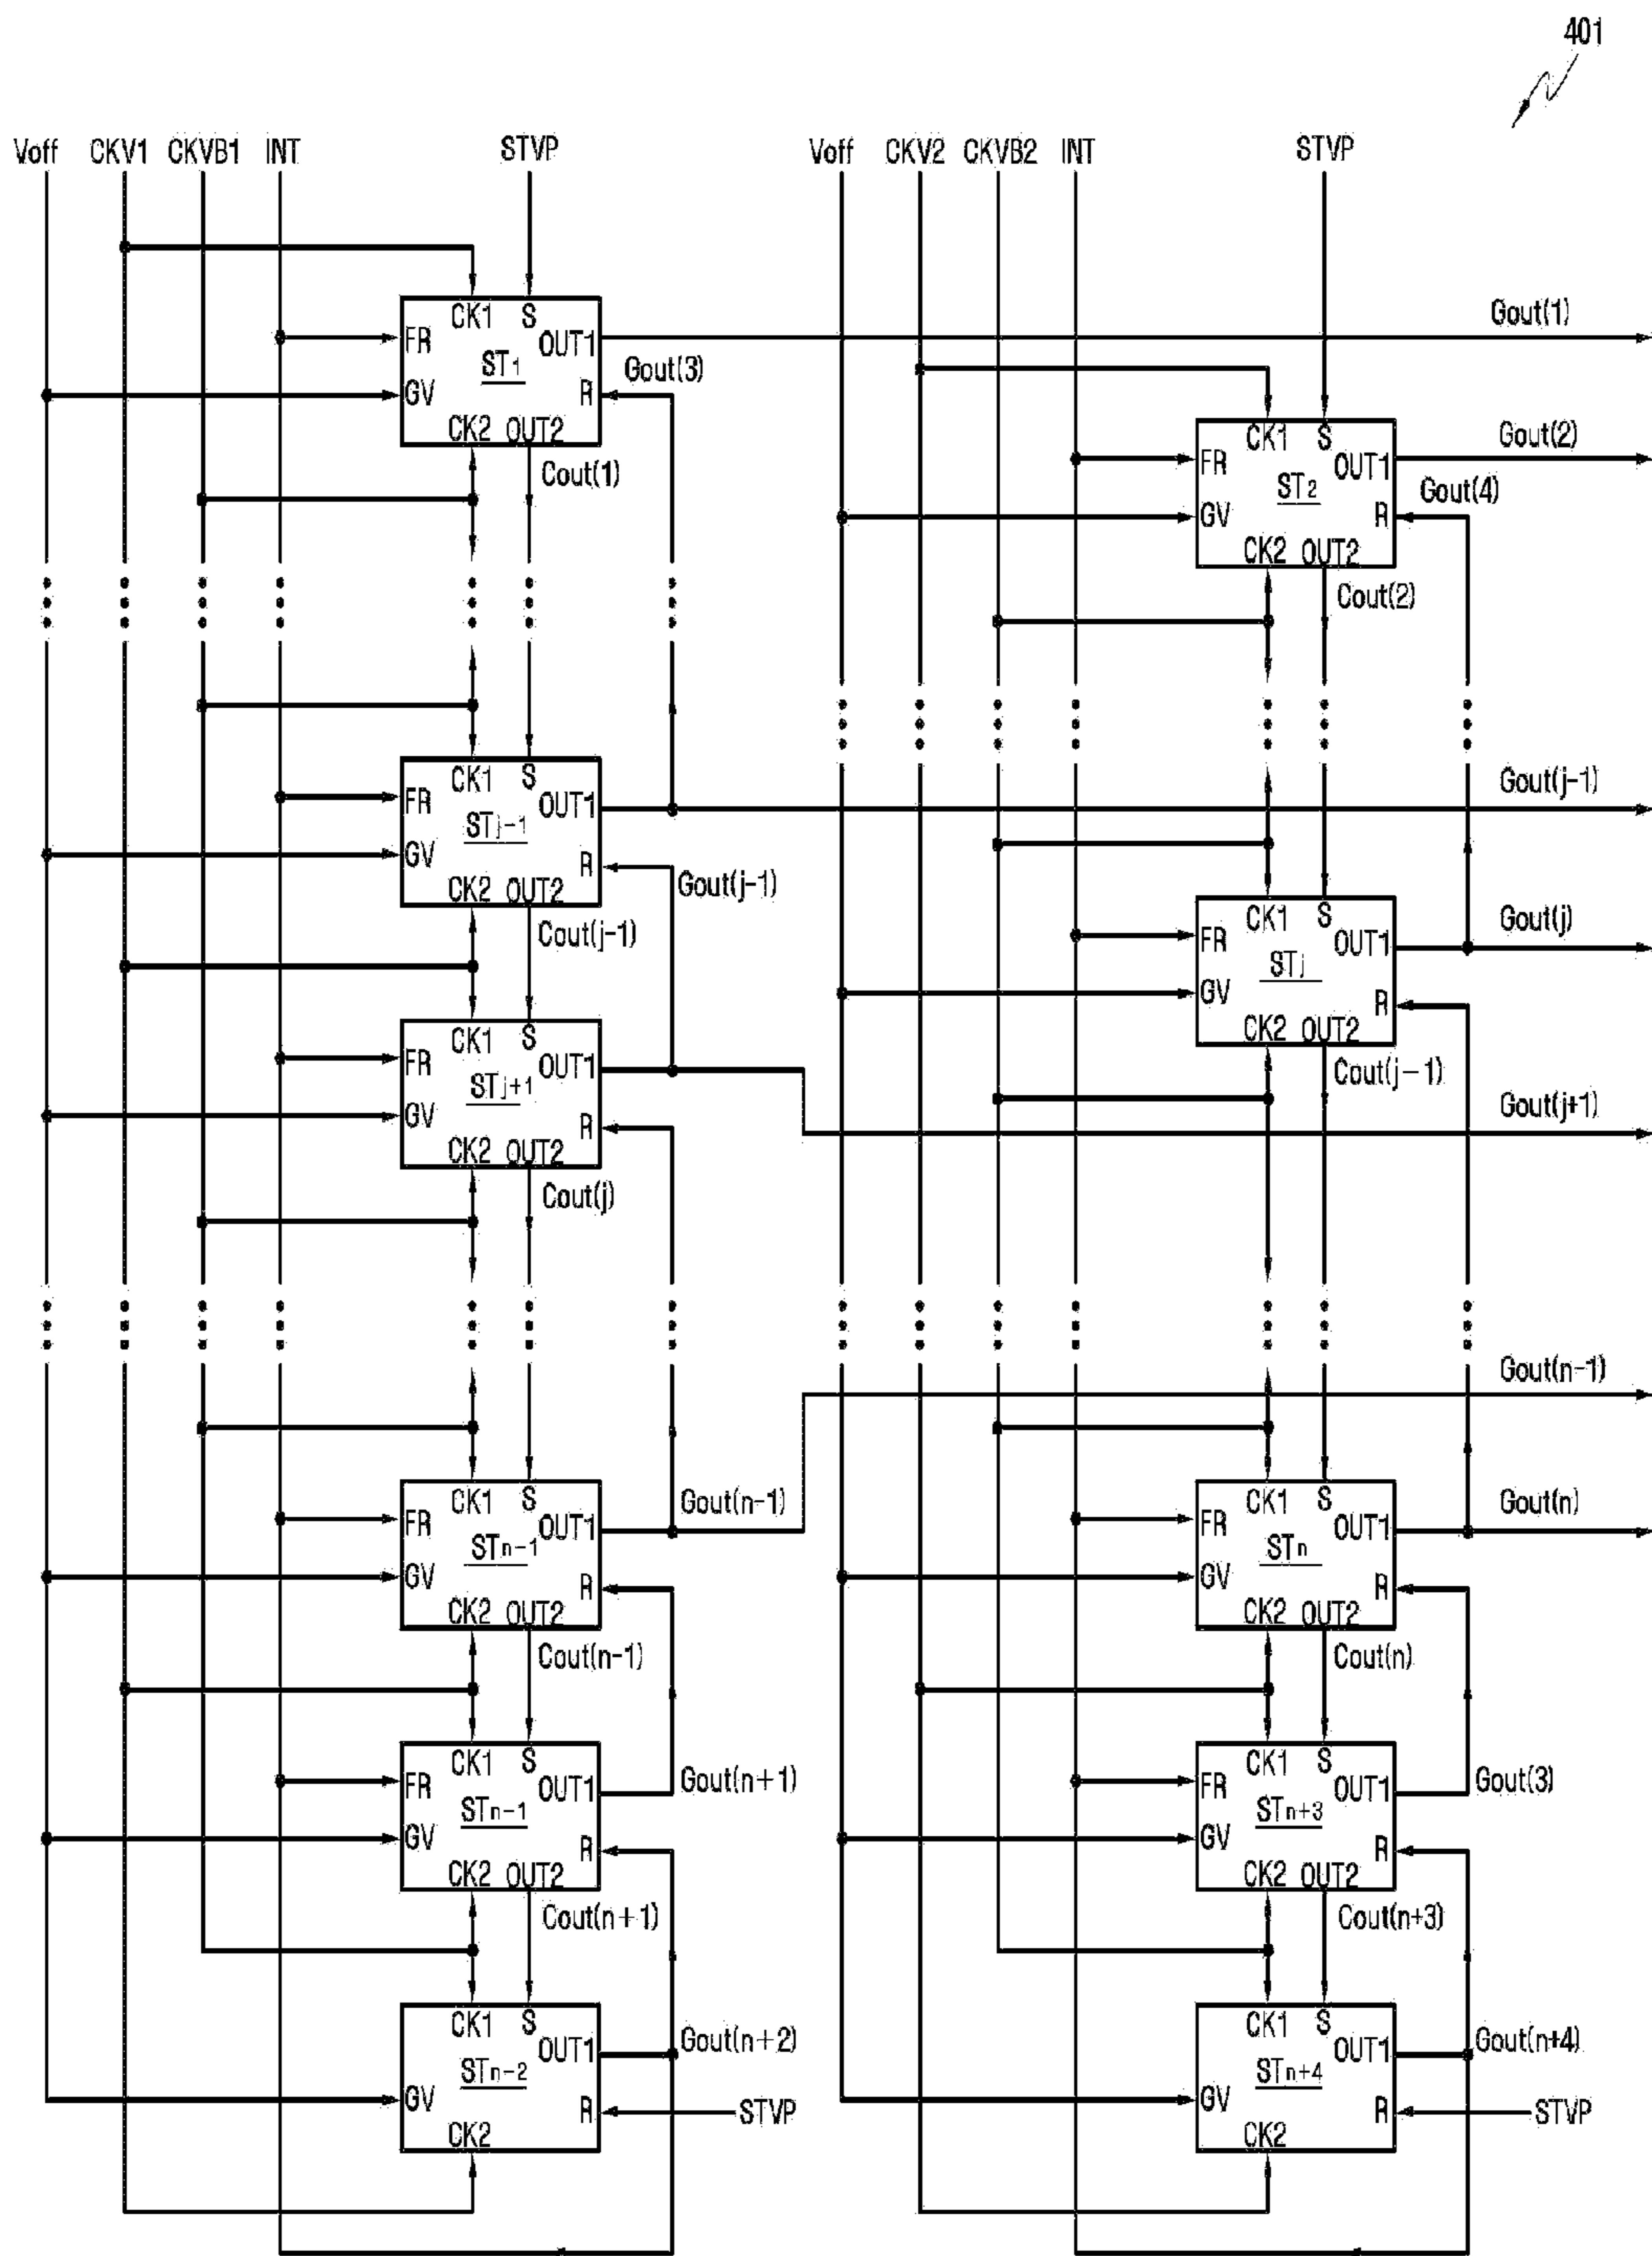 401
Voff CKV1 CKVB1 INT STVP Voff CKV2 CKVB2 INT STVP
CK1 S
FR OUT1
ST1
GV R
CK2 OUT2
Gout(1)
Gout(3)
Cout(1)
CK1 S
FR OUT1
ST2
GV R
CK2 OUT2
Gout(2)
Gout(4)
Cout(2)
CK1 S
FR OUT1
STj-1
GV R
CK2 OUT2
Gout(j-1)
Gout(j-1)
Cout(j-1)
CK1 S
FR OUT1
STj
GV R
CK2 OUT2
Gout(j)
Cout(j-1)
CK1 S
FR OUT1
STj+1
GV R
CK2 OUT2
Gout(j+1)
Cout(j)
Gout(n-1)
CK1 S
FR OUT1
STn-1
GV R
CK2 OUT2
Gout(n-1)
Cout(n-1)
CK1 S
FR OUT1
STn
GV R
CK2 OUT2
Gout(n)
Cout(n)
CK1 S
FR OUT1
STn-1
GV R
CK2 OUT2
Gout(n+1)
Cout(n+1)
CK1 S
FR OUT1
STn+3
GV R
CK2 OUT2
Gout(3)
Cout(n+3)
CK1 S
OUT1
STn-2
GV R
CK2
Gout(n+2)
STVP
CK1 S
OUT1
STn+4
GV R
CK2
Gout(n+4)
STVP